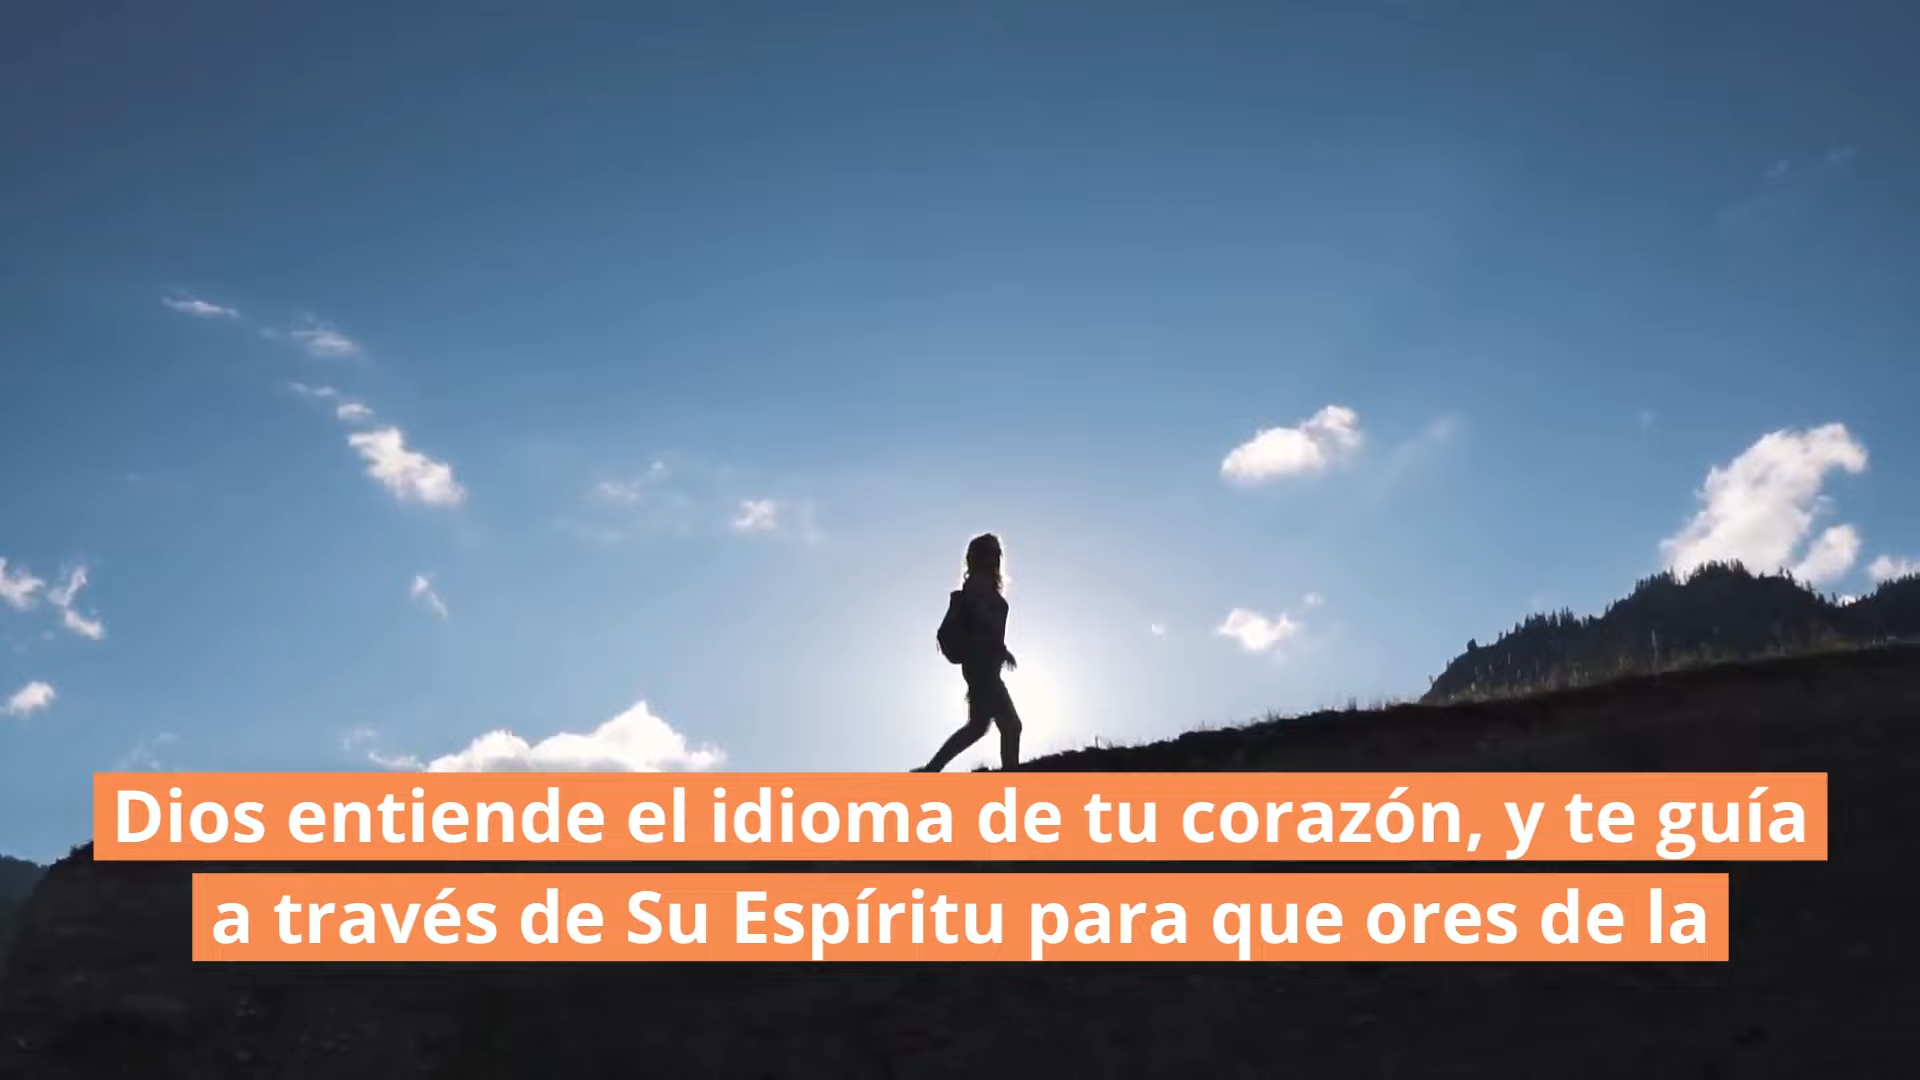 Dios entiende el idioma de tu corazón, y te guía
a través de Su Espíritu para que ores de la